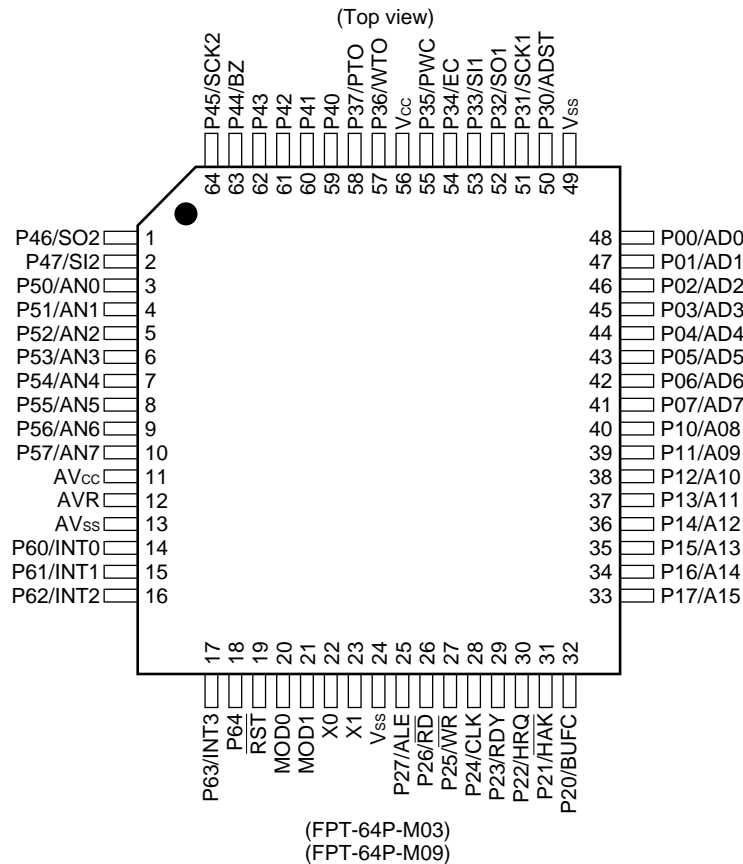 (Top view)
P45/SCK2
P44/BZ
P43
P42
P41
P40
P37/PTO
P36/WTO
Vcc
P35/PWC
P34/EC
P33/SI1
P32/SO1
P31/SCK1
P30/ADST
Vss
64
63
62
61
60
59
58
57
56
55
54
53
52
51
50
49
P46/SO2 1
P47/SI2 2
P50/AN0 3
P51/AN1 4
P52/AN2 5
P53/AN3 6
P54/AN4 7
P55/AN5 8
P56/AN6 9
P57/AN7 10
AVcc 11
AVR 12
AVss 13
P60/INT0 14
P61/INT1 15
P62/INT2 16
48 P00/AD0
47 P01/AD1
46 P02/AD2
45 P03/AD3
44 P04/AD4
43 P05/AD5
42 P06/AD6
41 P07/AD7
40 P10/A08
39 P11/A09
38 P12/A10
37 P13/A11
36 P14/A12
35 P15/A13
34 P16/A14
33 P17/A15
17
18
19
20
21
22
23
24
25
26
27
28
29
30
31
32
P63/INT3
P64
RST
MOD0
MOD1
X0
X1
Vss
P27/ALE
P26/RD
P25/WR
P24/CLK
P23/RDY
P22/HRQ
P21/HAK
P20/BUFC
(FPT-64P-M03)
(FPT-64P-M09)